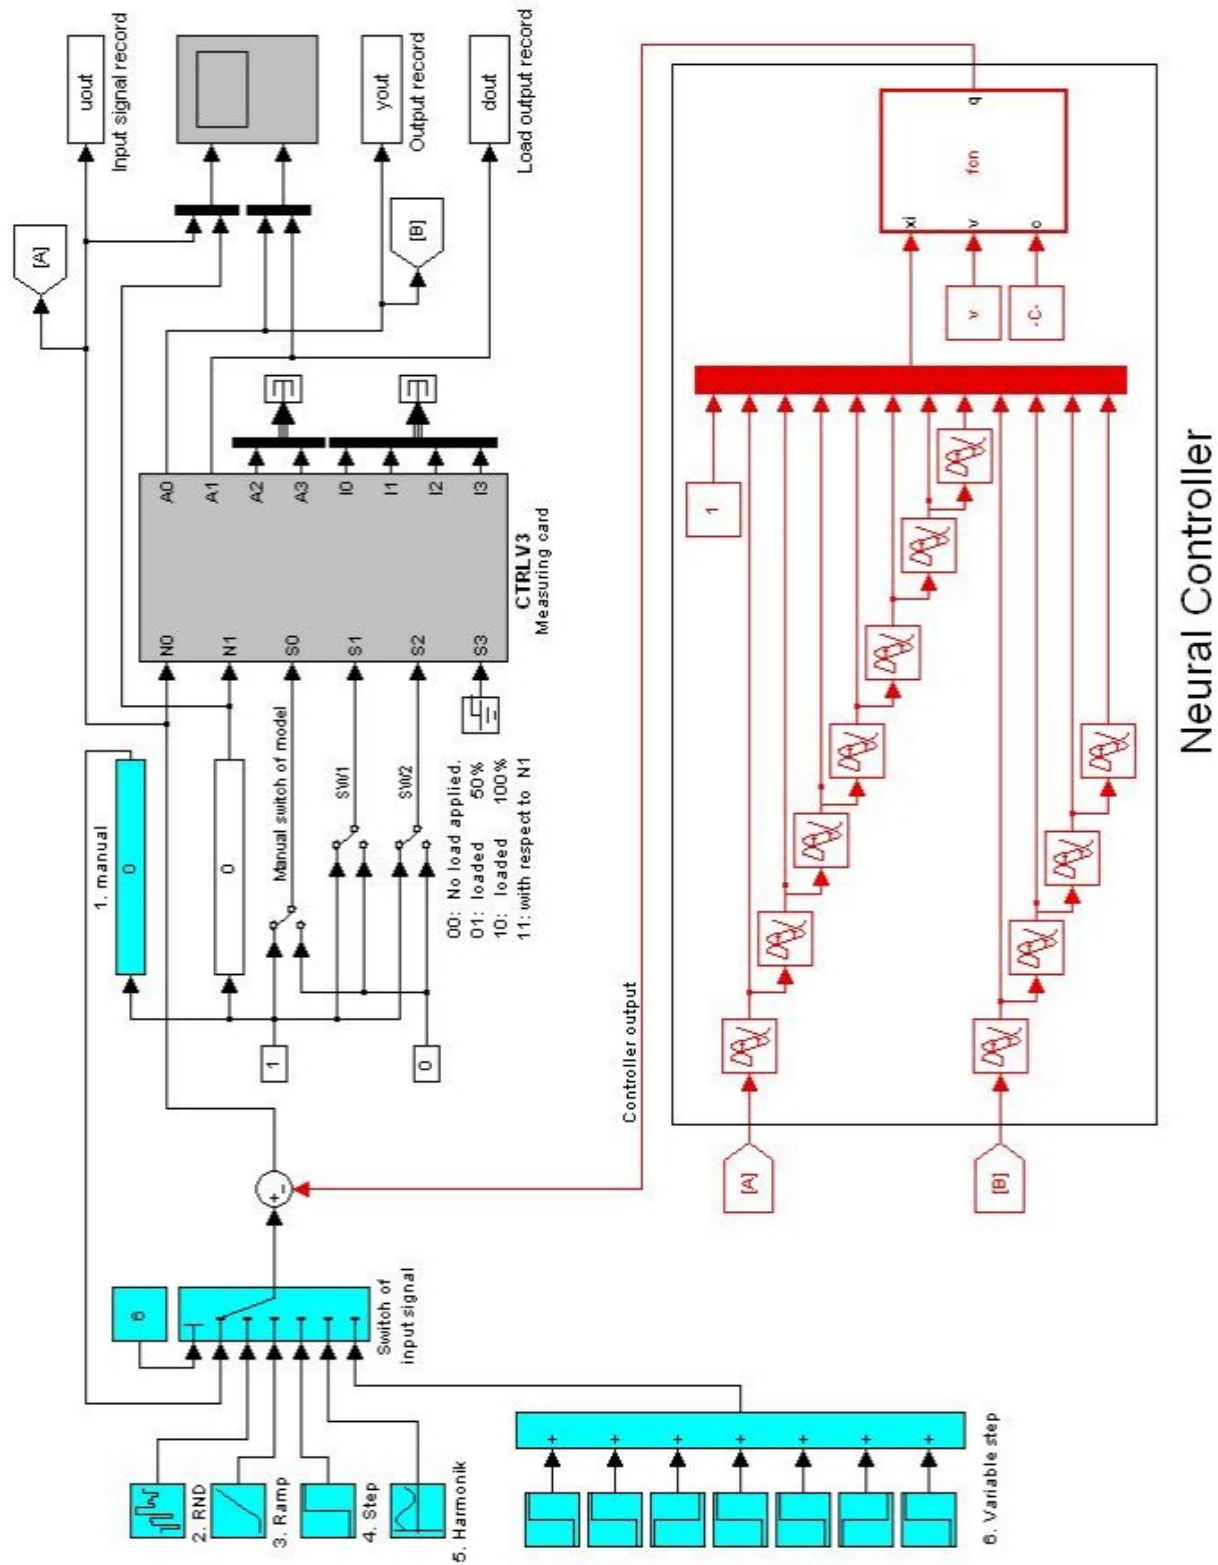 2. RND
3. Ramp
4. Step
5. Harmonik
6
Switch of
input signal
+
+
+
+
+
+
+
6. Variable step
+
-
1. manual
0
0
1
0
Manual switch of model
SW1
SW2
00: No load applied.
01: loaded 50%
10: loaded 100%
11: with respect to N1
N0
N1
S0
S1
S2
S3
A0
A1
A2
A3
I0
I1
I2
I3
CTRLV3
Measuring card
[A]
[B]
uout
Input signal record
yout
Output record
dout
Load output record
Controller output
[A]
[B]
1
v
-C-
xi
v
c
fcn
q
Neural Controller